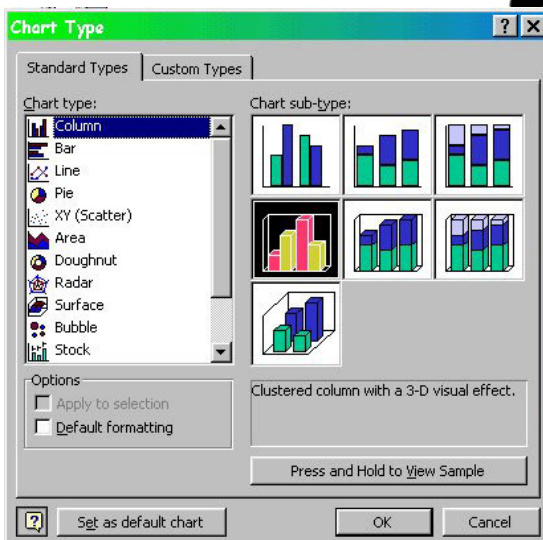 Chart Type
Standard Types
Custom Types
Chart type:
Column
Bar
Line
Pie
XY (Scatter)
Area
Doughnut
Radar
Surface
Bubble
Stock
Chart sub-type:
Options
Apply to selection
Default formatting
Clustered column with a 3-D visual effect.
Press and Hold to View Sample
Set as default chart
OK
Cancel